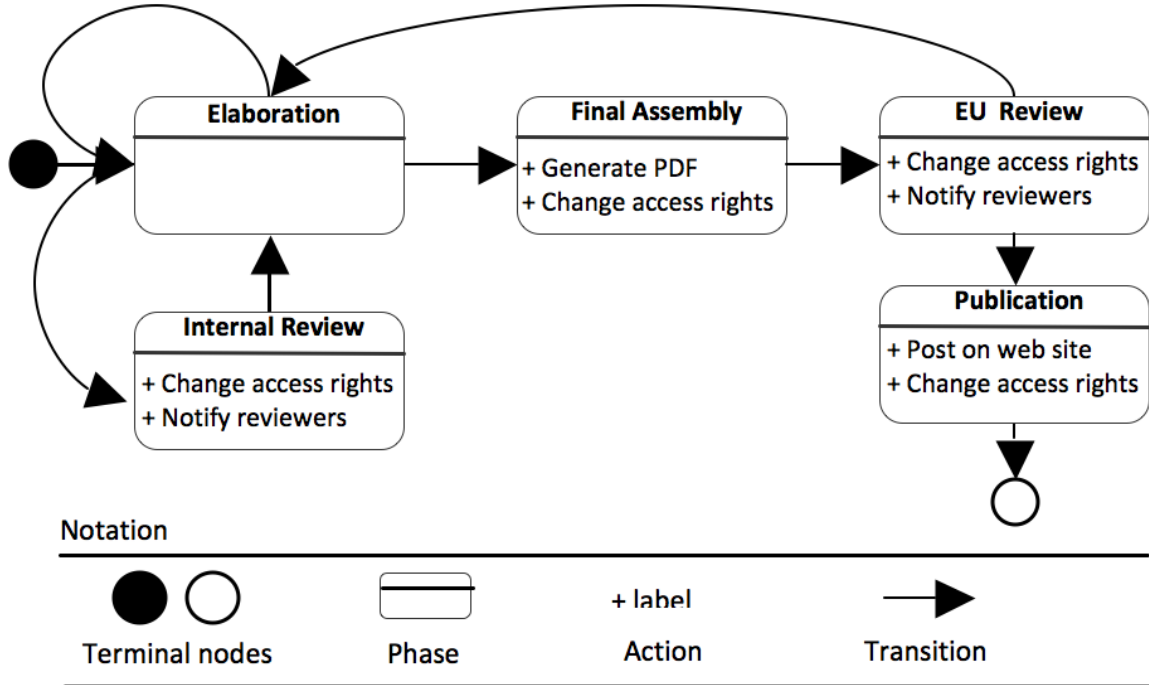 Elaboration
Final Assembly
+ Generate PDF
+ Change access rights
EU Review
+ Change access rights
+ Notify reviewers
Internal Review
+ Change access rights
+ Notify reviewers
Publication
+ Post on web site
+ Change access rights
Notation
+ label
Terminal nodes
Phase
Action
Transition